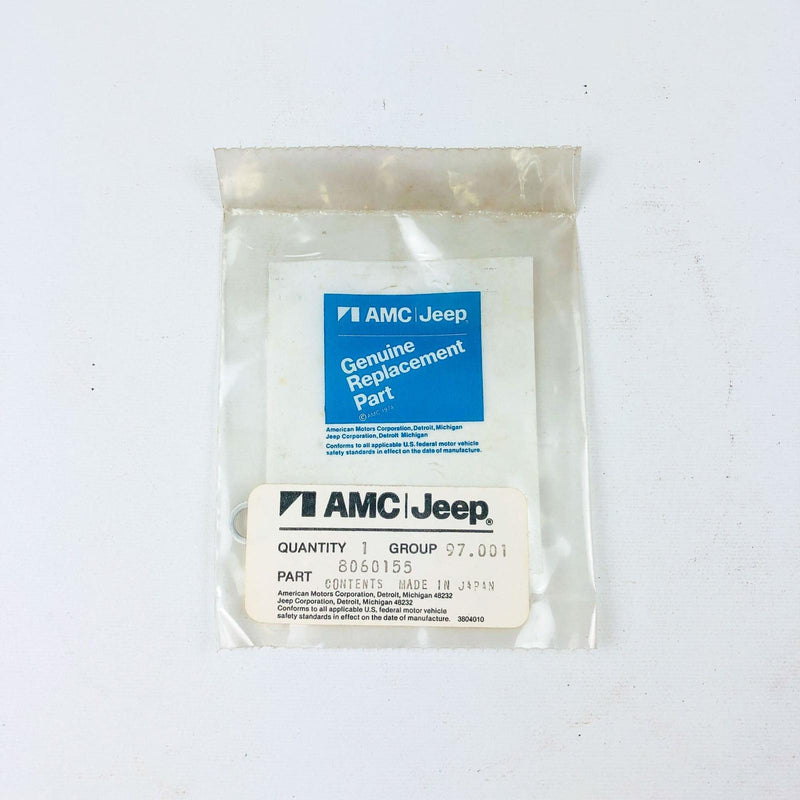 AMC|Jeep
Genuine
Replacement
Part
©AMC 1974
American Motors Corporation, Detroit, Michigan
Jeep Corporation, Detroit Michigan
Conforms to all applicable U.S. federal motor vehicle
safety standards in effect on the date of manufacture.
AMC|Jeep®
QUANTITY 1 GROUP 97.001
PART 8060155
CONTENTS MADE IN JAPAN
American Motors Corporation, Detroit, Michigan 48232
Jeep Corporation, Detroit, Michigan 48232
Conforms to all applicable U.S. federal motor vehicle
safety standards in effect on the date of manufacture. 3804010